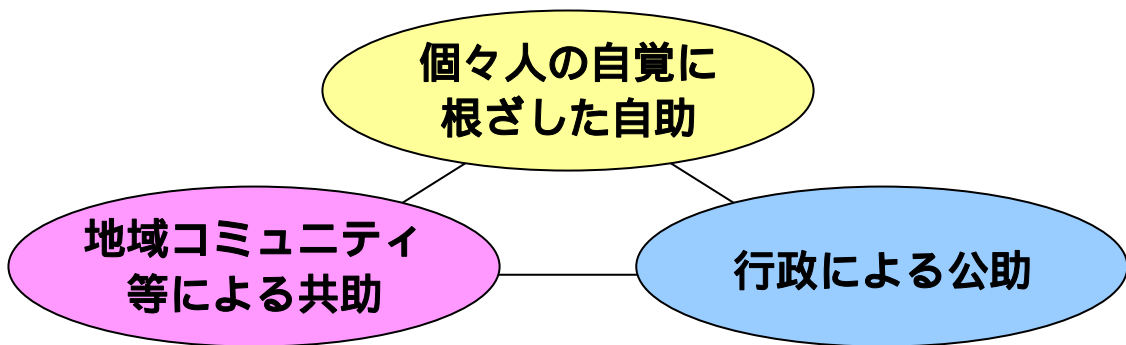 個々人の自覚に
根ざした自助
地域コミュニティ
等による共助
行政による公助